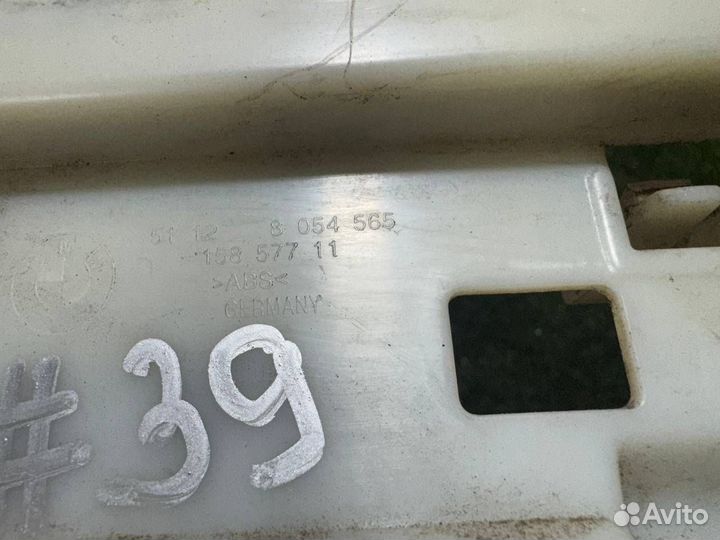 51 12 8 054 565
158 577 11
>ABS<
GERMANY
#39
Avito